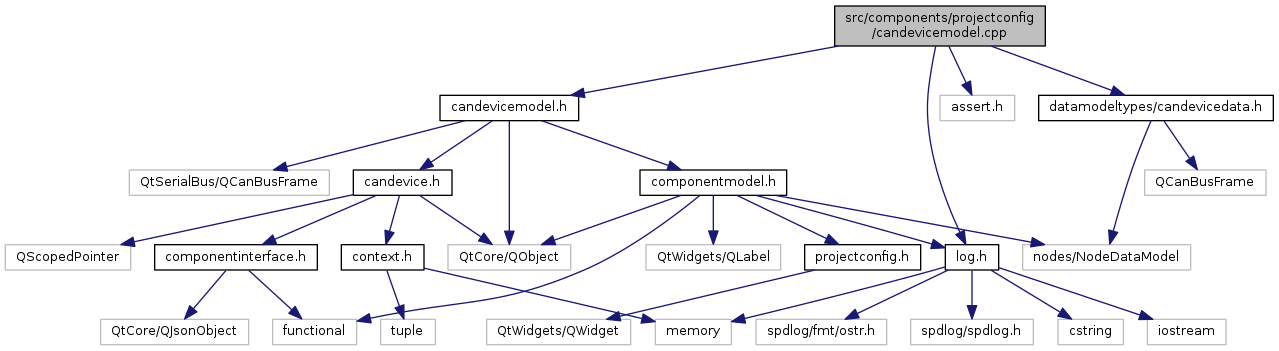 src/components/projectconfig
/candevicemodel.cpp
candevicemodel.h
assert.h
datamodeltypes/candevicedata.h
QtSerialBus/QCanBusFrame
candevice.h
componentmodel.h
QCanBusFrame
QScopedPointer
componentinterface.h
context.h
QtCore/QObject
QtWidgets/QLabel
projectconfig.h
log.h
nodes/NodeDataModel
QtCore/QJsonObject
functional
tuple
QtWidgets/QWidget
memory
spdlog/fmt/ostr.h
spdlog/spdlog.h
cstring
iostream